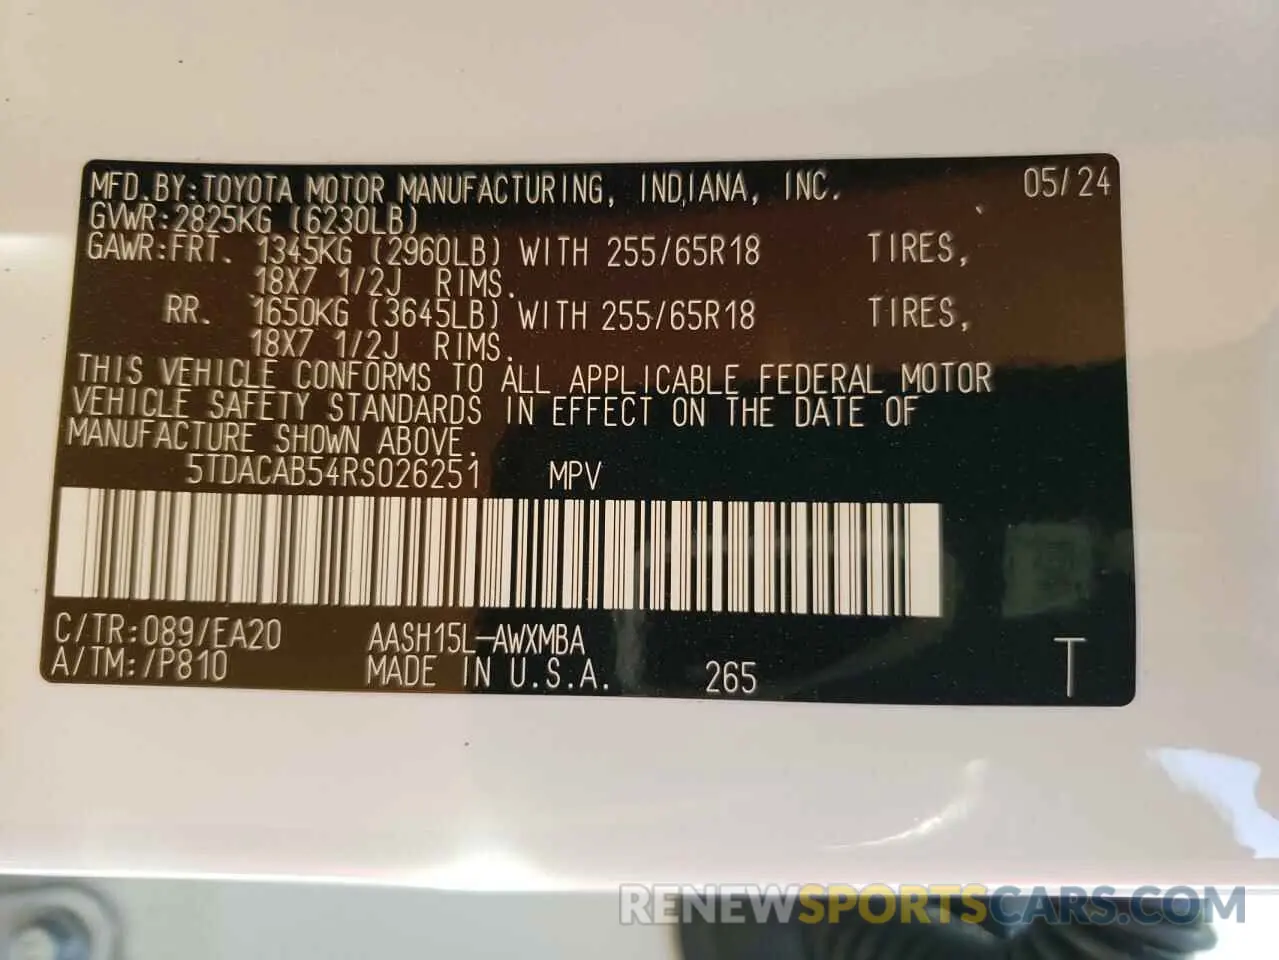 MFD.BY:TOYOTA MOTOR MANUFACTURING, INDIANA, INC. 05/24
GVWR:2825KG (6230LB)
GAWR:FRT. 1345KG (2960LB) WITH 255/65R18 TIRES,
18X7 1/2J RIMS.
RR. 1650KG (3645LB) WITH 255/65R18 TIRES,
18X7 1/2J RIMS.
THIS VEHICLE CONFORMS TO ALL APPLICABLE FEDERAL MOTOR
VEHICLE SAFETY STANDARDS IN EFFECT ON THE DATE OF
MANUFACTURE SHOWN ABOVE.
5TDACAB54RS026251 MPV
C/TR:089/EA20 AASH15L-AWXMBA
A/TM:/P810 MADE IN U.S.A. 265 T
RENEWSPORTSCARS.COM